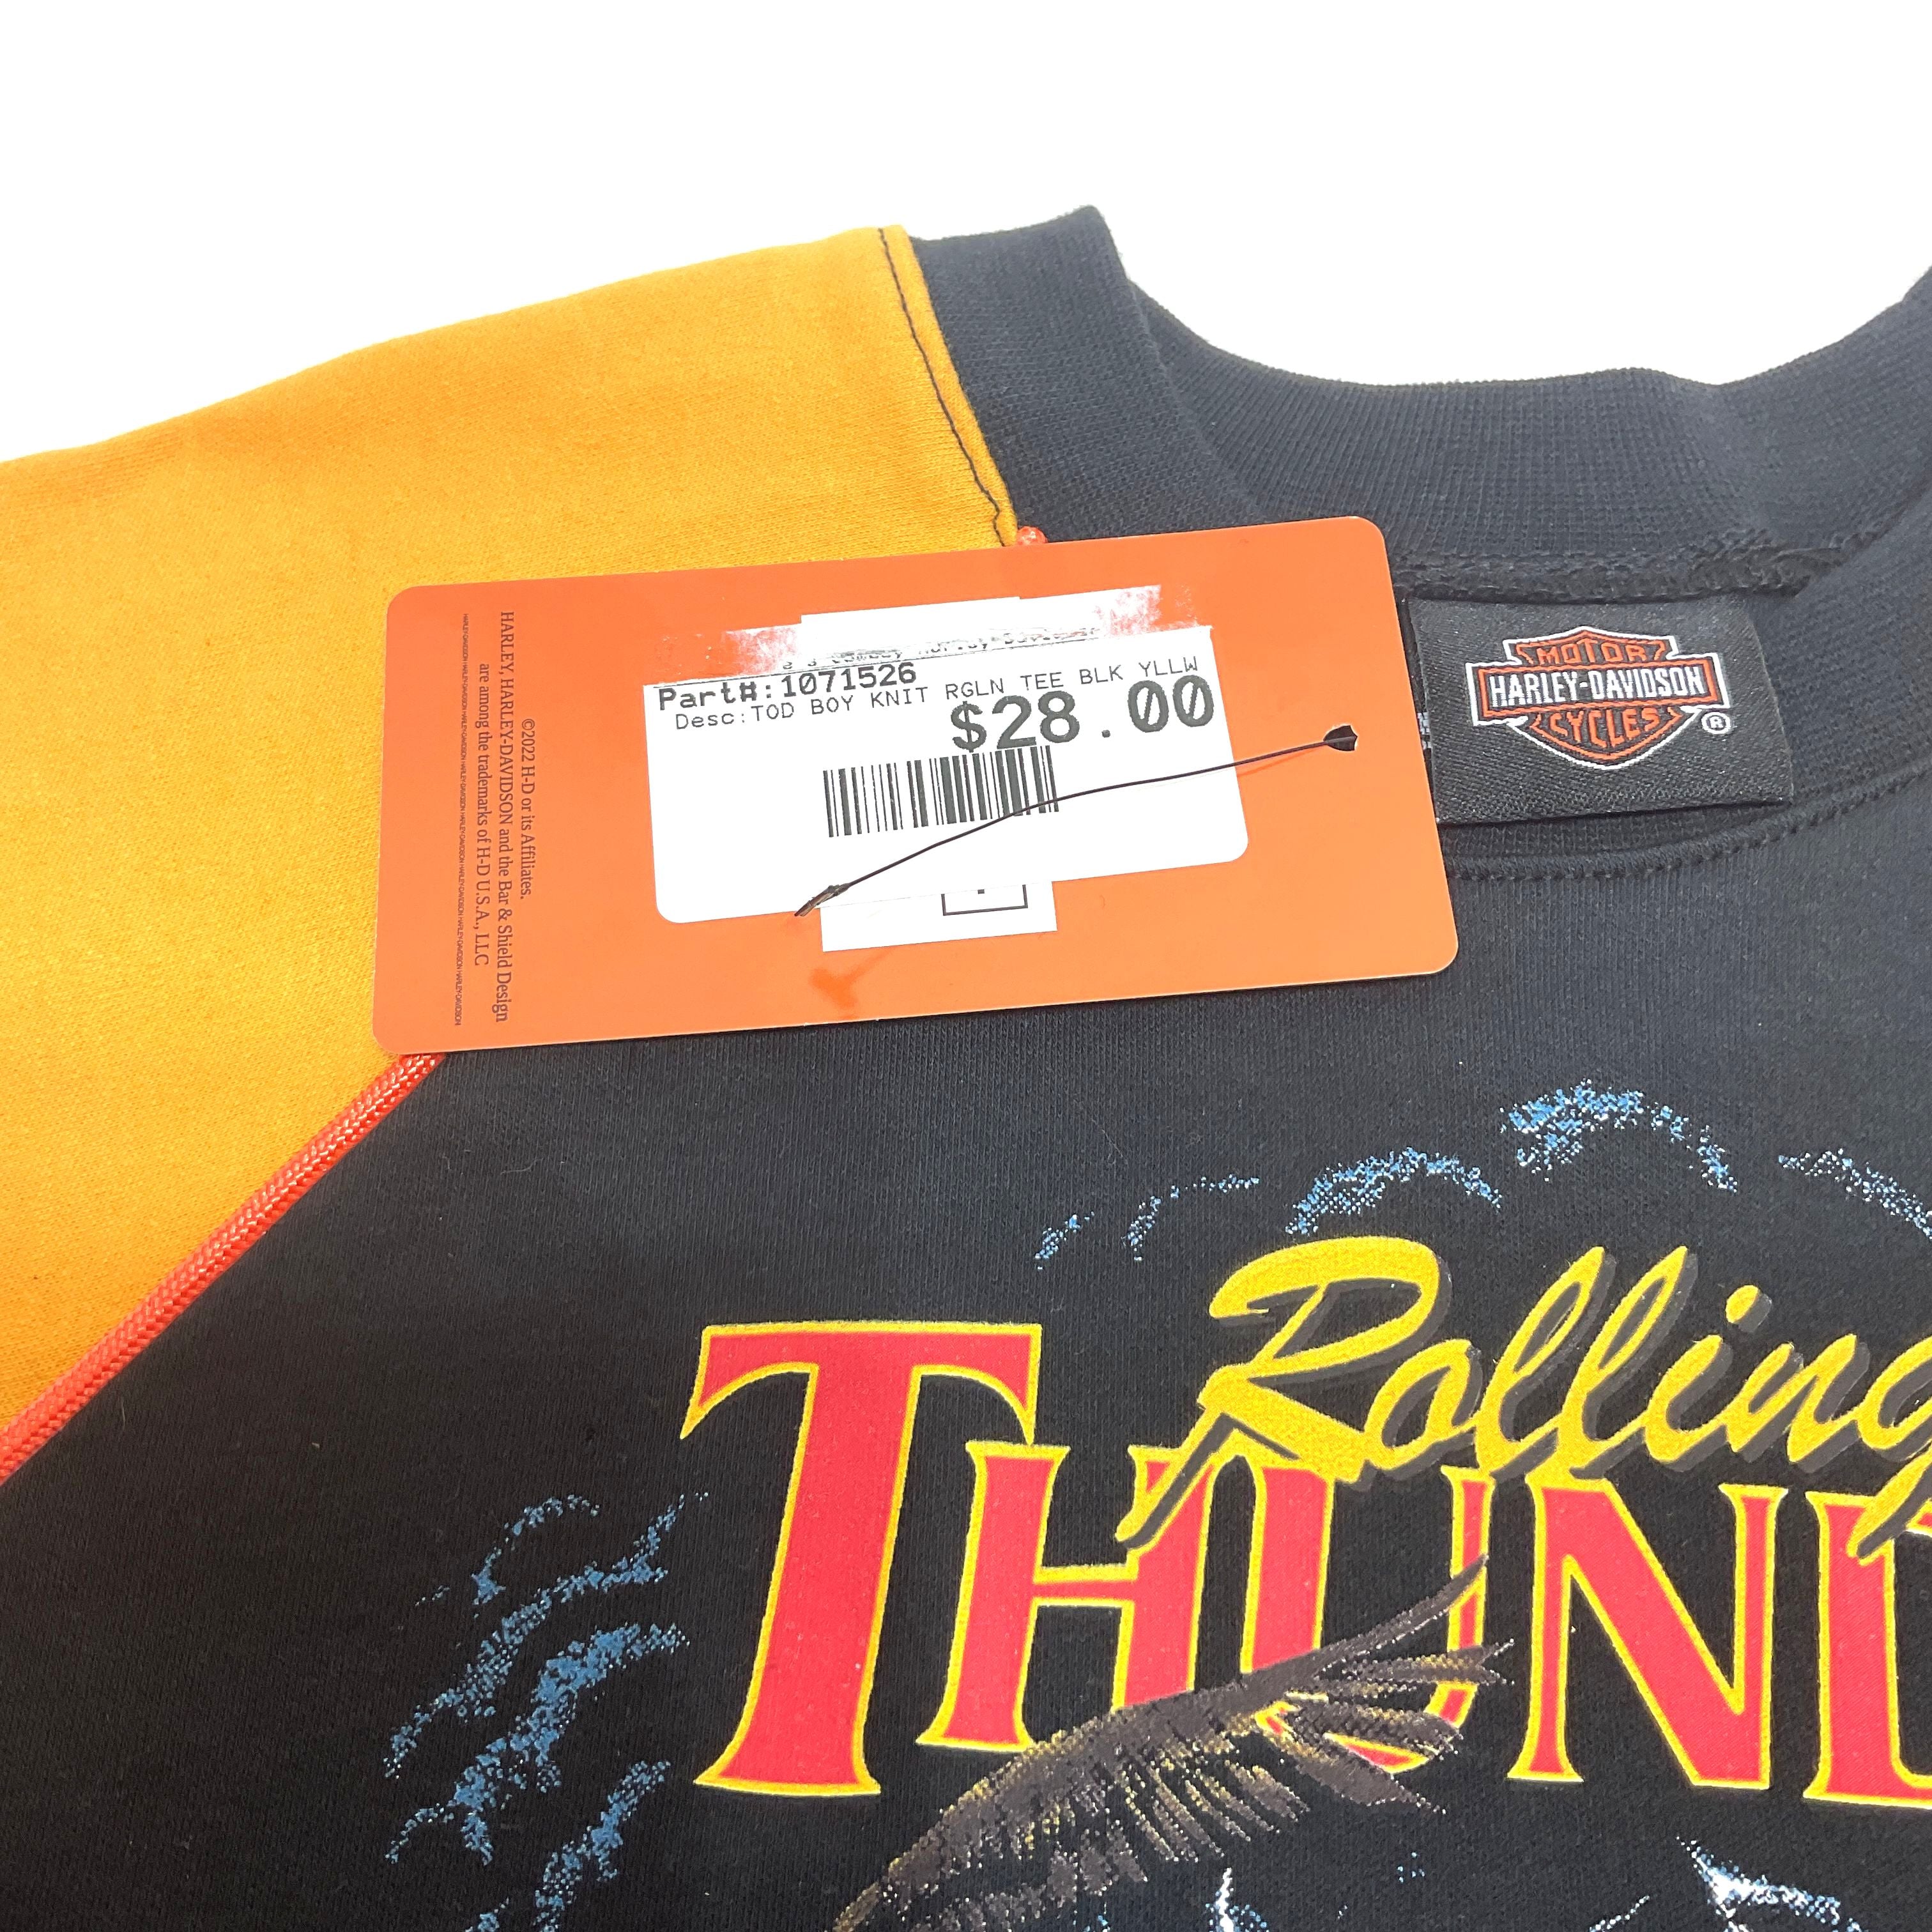 Part#:1071526
Desc:TOD BOY KNIT RGLN TEE BLK YLLW
$28.00
©2022 H-D or its Affiliates.
HARLEY, HARLEY-DAVIDSON and the Bar & Shield Design
are among the trademarks of H-D U.S.A., LLC
MOTOR
HARLEY-DAVIDSON
CYCLES
®
Rolling
THUND